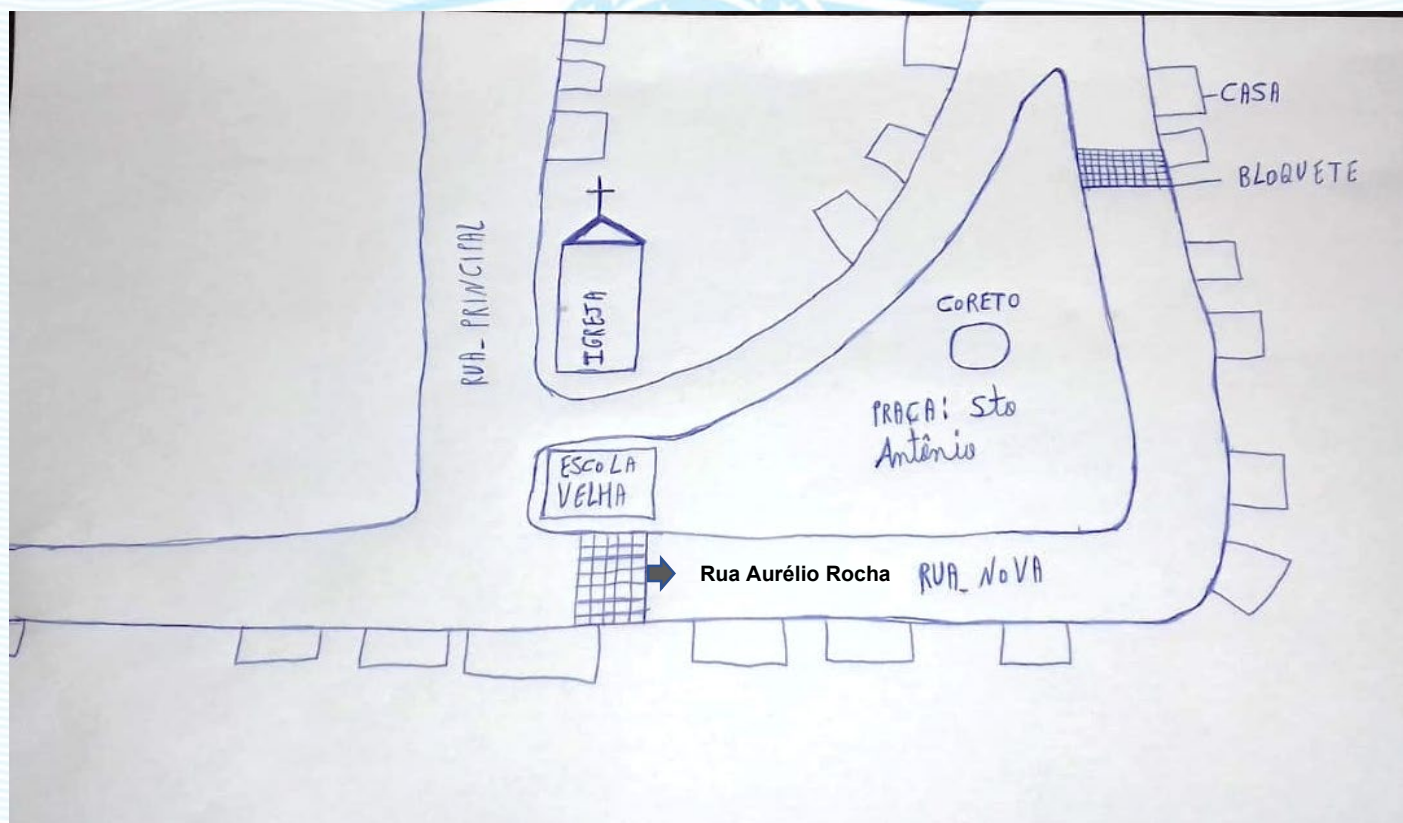 CASA
BLOQUETE
RUA_PRINCIPAL
IGREJA
CORETO
PRAÇA: Sto
Antônio
ESCOLA
VELHA
Rua Aurélio Rocha
RUA_NOVA